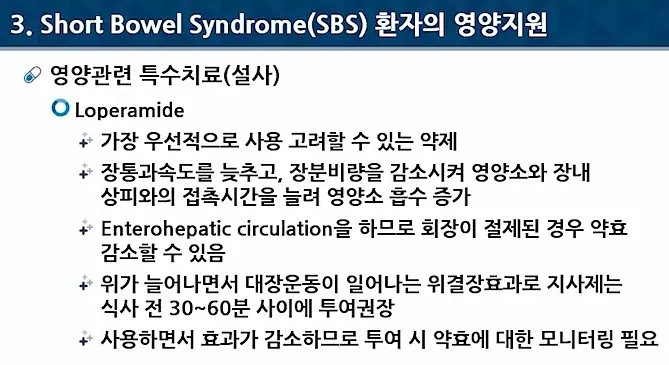 3. Short Bowel Syndrome(SBS) 환자의 영양지원
영양관련 특수치료(설사)
Loperamide
가장 우선적으로 사용 고려할 수 있는 약제
장통과속도를 늦추고, 장분비량을 감소시켜 영양소와 장내
상피와의 접촉시간을 늘려 영양소 흡수 증가
Enterohepatic circulation을 하므로 회장이 절제된 경우 약효
감소할 수 있음
위가 늘어나면서 대장운동이 일어나는 위결장효과로 지사제는
식사 전 30~60분 사이에 투여권장
사용하면서 효과가 감소하므로 투여 시 약효에 대한 모니터링 필요